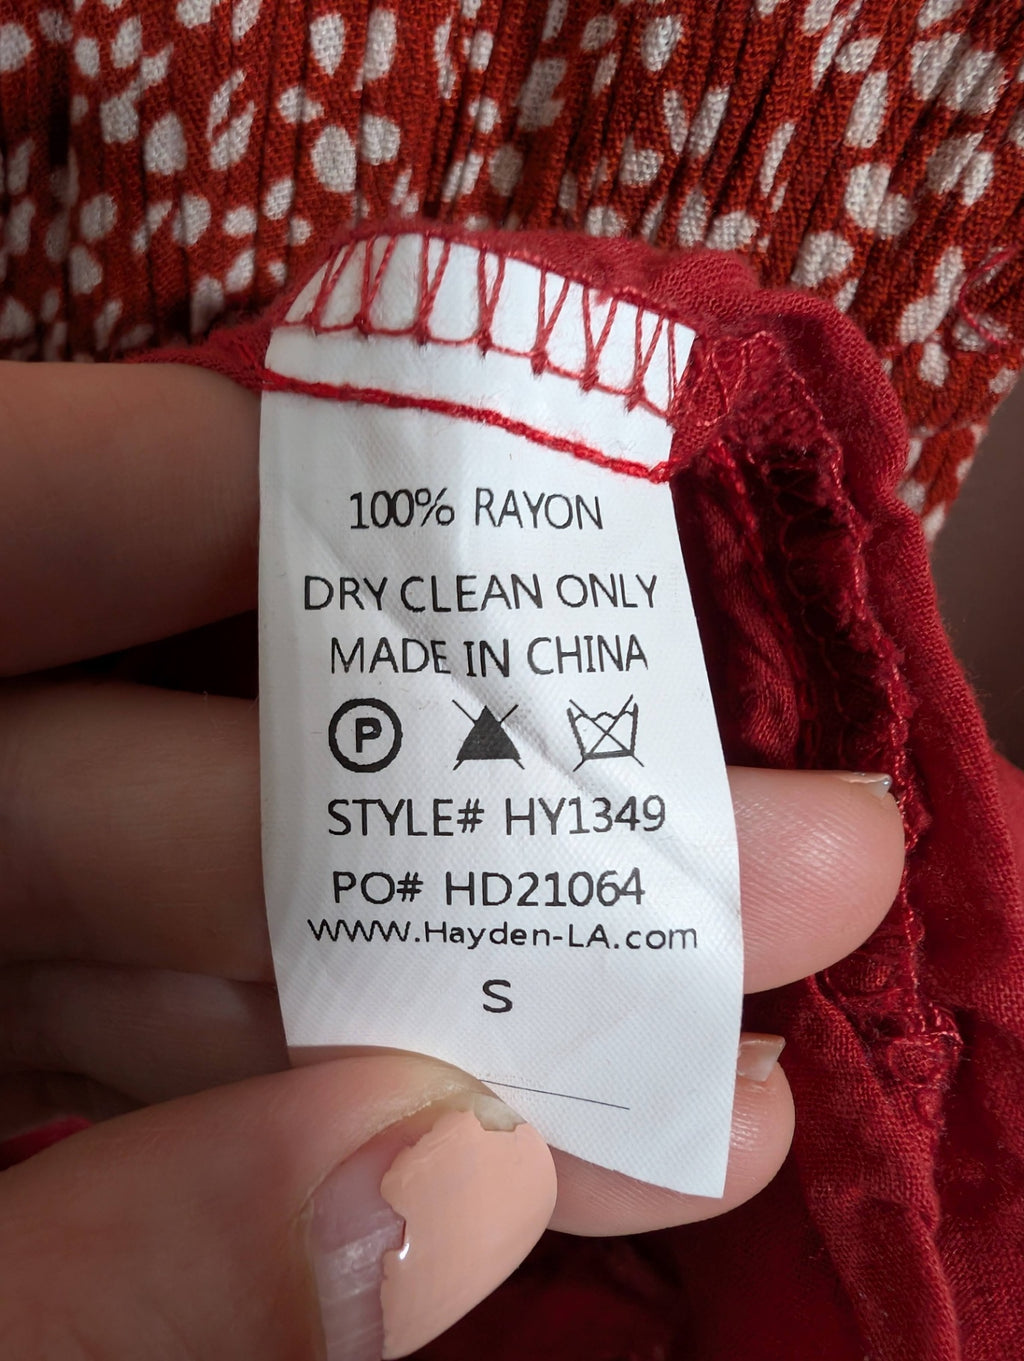 100% RAYON
DRY CLEAN ONLY
MADE IN CHINA
P
STYLE# HY1349
PO# HD21064
WWW.Hayden-LA.com
S